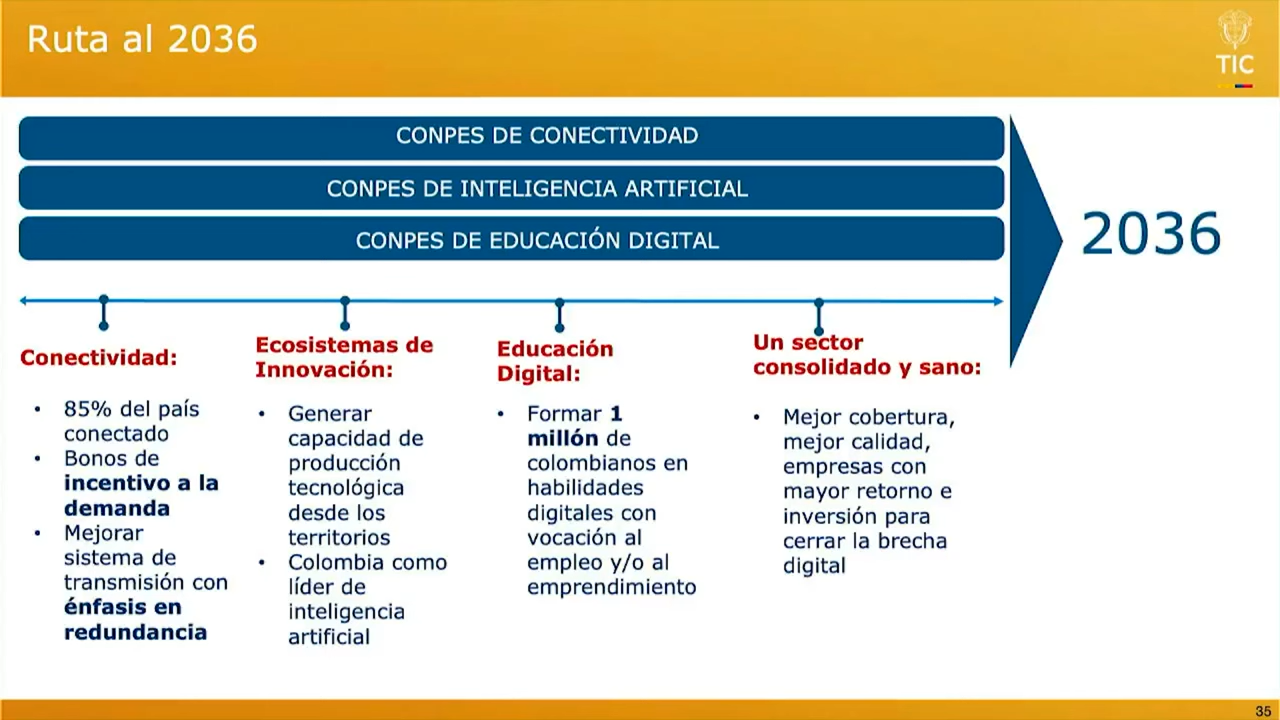 Ruta al 2036
TIC
CONPES DE CONECTIVIDAD
CONPES DE INTELIGENCIA ARTIFICIAL
CONPES DE EDUCACIÓN DIGITAL
2036
Conectividad:
• 85% del país
conectado
• Bonos de
incentivo a la
demanda
• Mejorar
sistema de
transmisión con
énfasis en
redundancia
Ecosistemas de
Innovación:
• Generar
capacidad de
producción
tecnológica
desde los
territorios
• Colombia como
líder de
inteligencia
artificial
Educación
Digital:
• Formar 1
millón de
colombianos en
habilidades
digitales con
vocación al
empleo y/o al
emprendimiento
Un sector
consolidado y sano:
• Mejor cobertura,
mejor calidad,
empresas con
mayor retorno e
inversión para
cerrar la brecha
digital
35